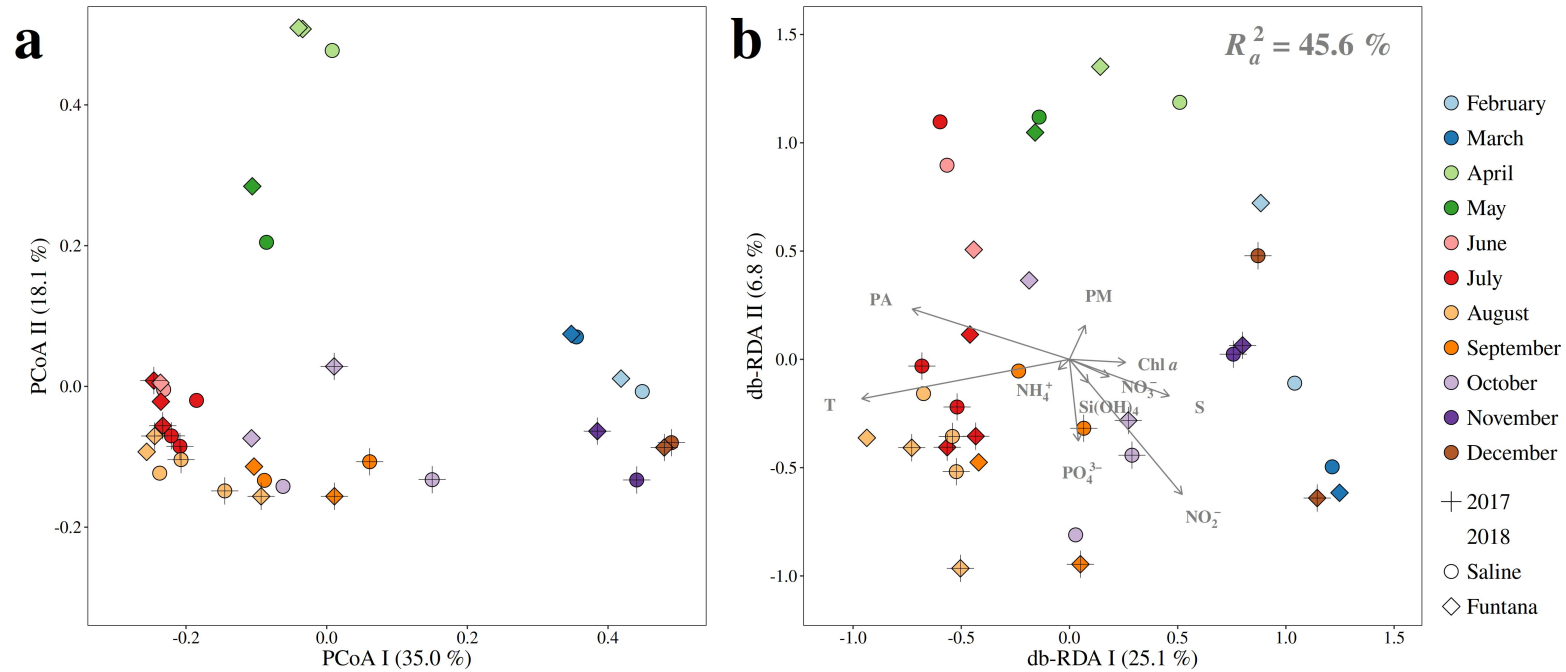 a
PCoA II (18.1 %)
0.4
0.2
0.0
-0.2
-0.2
0.0
0.2
0.4
PCoA I (35.0 %)
b
R²ₐ = 45.6 %
db-RDA II (6.8 %)
1.5
1.0
0.5
0.0
-0.5
-1.0
PA
PM
Chl a
NH₄⁺
NO₃⁻
T
Si(OH)₄
S
PO₄³⁻
NO₂⁻
-1.0
-0.5
0.0
0.5
1.0
1.5
db-RDA I (25.1 %)
February
March
April
May
June
July
August
September
October
November
December
2017
2018
Saline
Funtana